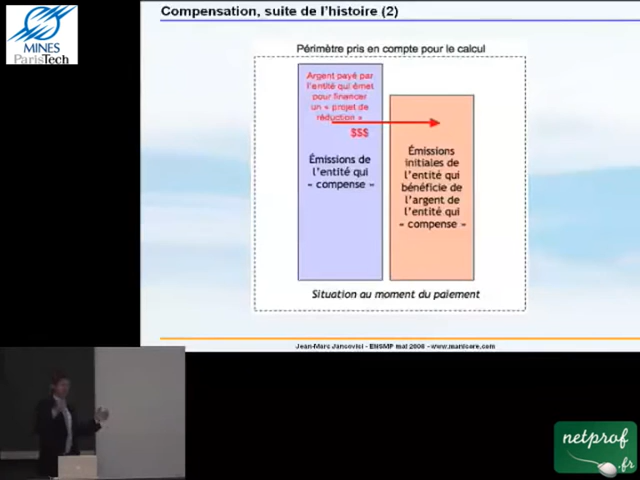 Compensation, suite de l'histoire (2)
MINES
ParisTech
Périmètre pris en compte pour le calcul
Argent payé par
l'entité qui émet
pour financer
un « projet de
réduction »
$$$
Émissions de
l'entité qui
« compense »
Émissions
initiales de
l'entité qui
bénéficie de
l'argent de
l'entité qui
« compense »
Situation au moment du paiement
Jean-Marc Jancovici - ENSMP mai 2008 - www.manicore.com
netprof
.fr